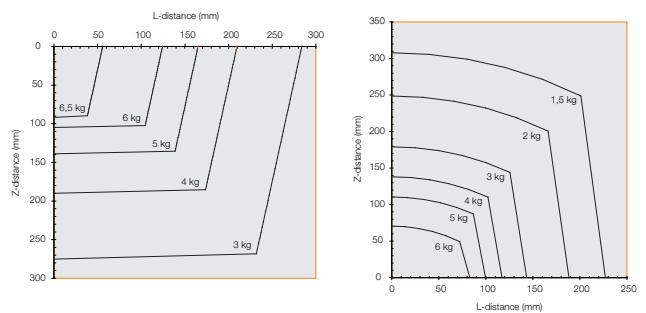 L-distance (mm)
0 50 100 150 200 250 300
0
50
100
150
200
250
300
Z-distance (mm)
6,5 kg
6 kg
5 kg
4 kg
3 kg
350
300
250
200
150
100
50
0
Z-distance (mm)
1,5 kg
2 kg
3 kg
4 kg
5 kg
6 kg
0 50 100 150 200 250
L-distance (mm)